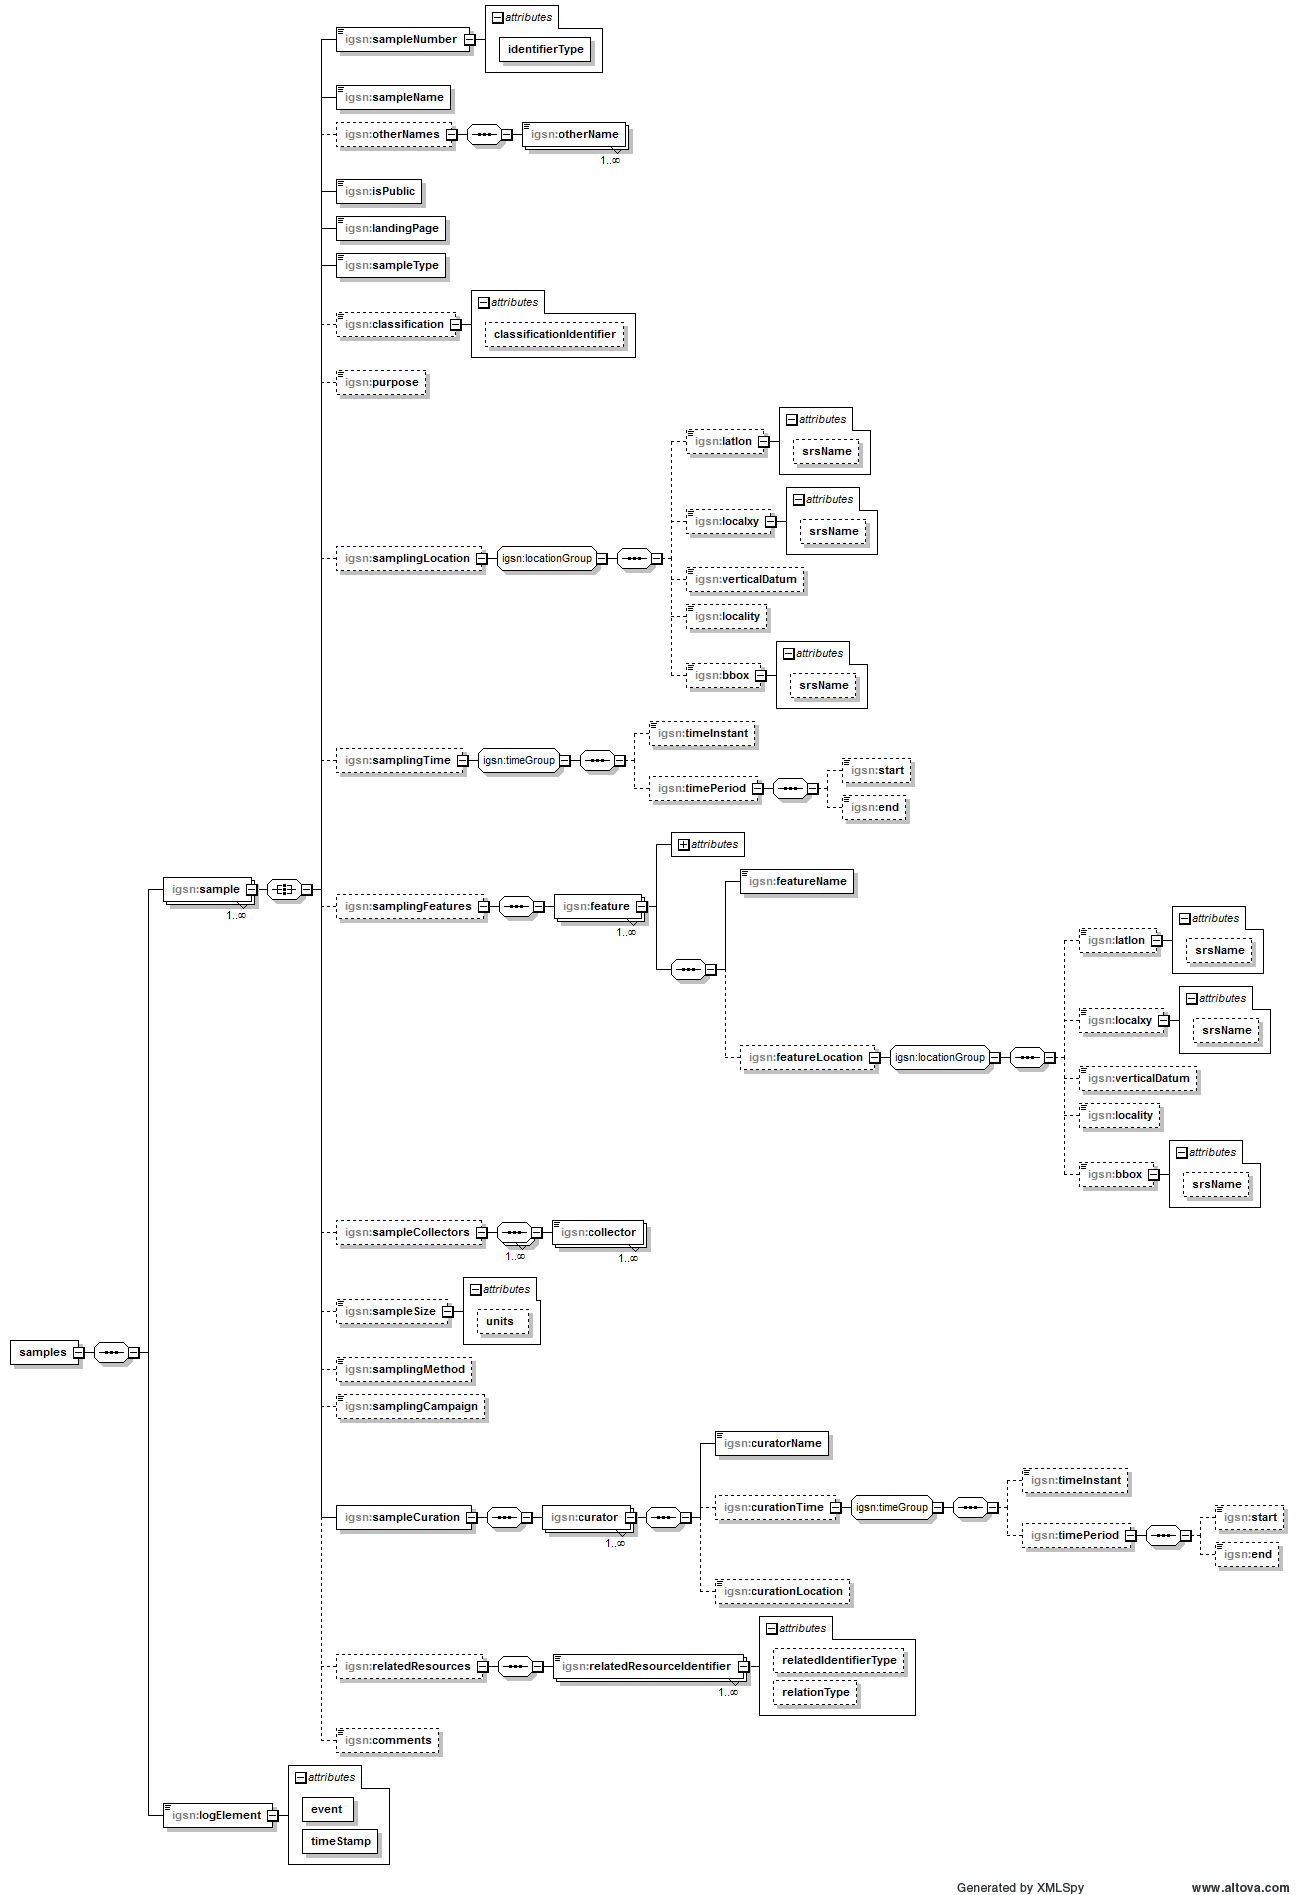 attributes
igsn:sampleNumber
identifierType
igsn:sampleName
igsn:otherNames
igsn:otherName
1..∞
igsn:isPublic
igsn:landingPage
igsn:sampleType
attributes
igsn:classification
classificationIdentifier
igsn:purpose
attributes
igsn:latlon
srsName
attributes
igsn:localxy
srsName
igsn:samplingLocation
igsn:locationGroup
igsn:verticalDatum
igsn:locality
attributes
igsn:bbox
srsName
igsn:timeInstant
igsn:samplingTime
igsn:timeGroup
igsn:start
igsn:timePeriod
igsn:end
attributes
igsn:featureName
igsn:sample
1..∞
igsn:samplingFeatures
igsn:feature
1..∞
attributes
igsn:latlon
srsName
attributes
igsn:localxy
srsName
igsn:featureLocation
igsn:locationGroup
igsn:verticalDatum
igsn:locality
attributes
igsn:bbox
srsName
igsn:sampleCollectors
1..∞
igsn:collector
1..∞
attributes
igsn:sampleSize
units
samples
igsn:samplingMethod
igsn:samplingCampaign
igsn:curatorName
igsn:timeInstant
igsn:curationTime
igsn:timeGroup
igsn:start
igsn:sampleCuration
igsn:curator
1..∞
igsn:timePeriod
igsn:end
igsn:curationLocation
attributes
igsn:relatedResources
igsn:relatedResourceIdentifier
1..∞
relatedIdentifierType
relationType
igsn:comments
attributes
igsn:logElement
event
timeStamp
Generated by XMLSpy
www.altova.com